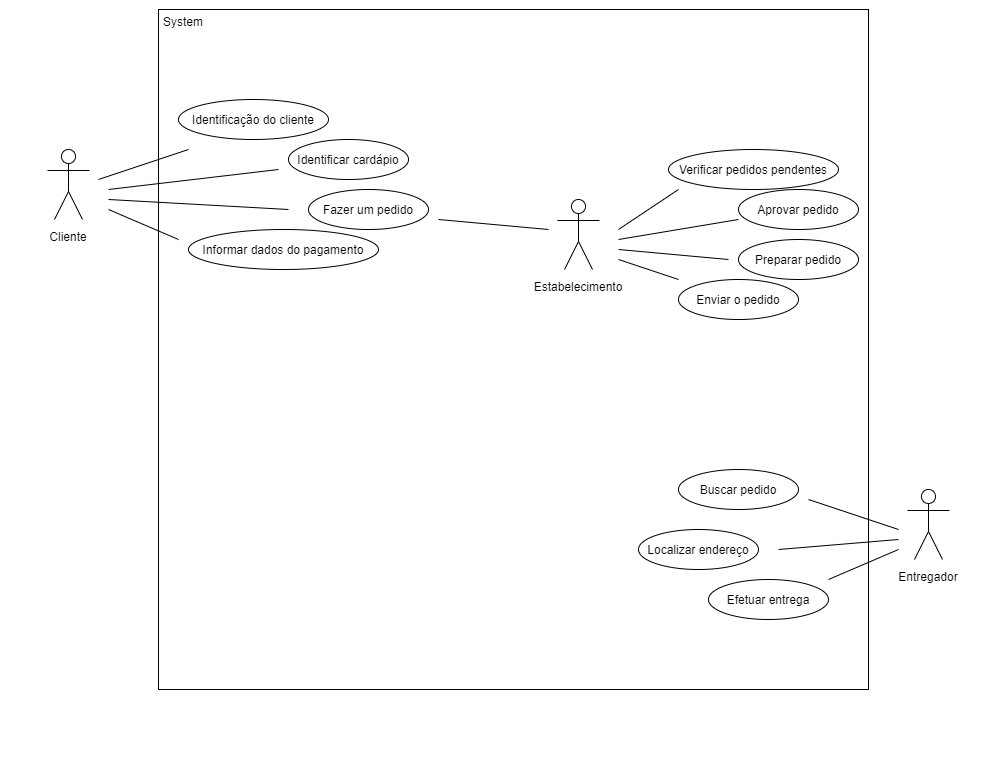 System
Identificação do cliente
Identificar cardápio
Fazer um pedido
Informar dados do pagamento
Cliente
Verificar pedidos pendentes
Aprovar pedido
Preparar pedido
Enviar o pedido
Estabelecimento
Buscar pedido
Localizar endereço
Efetuar entrega
Entregador